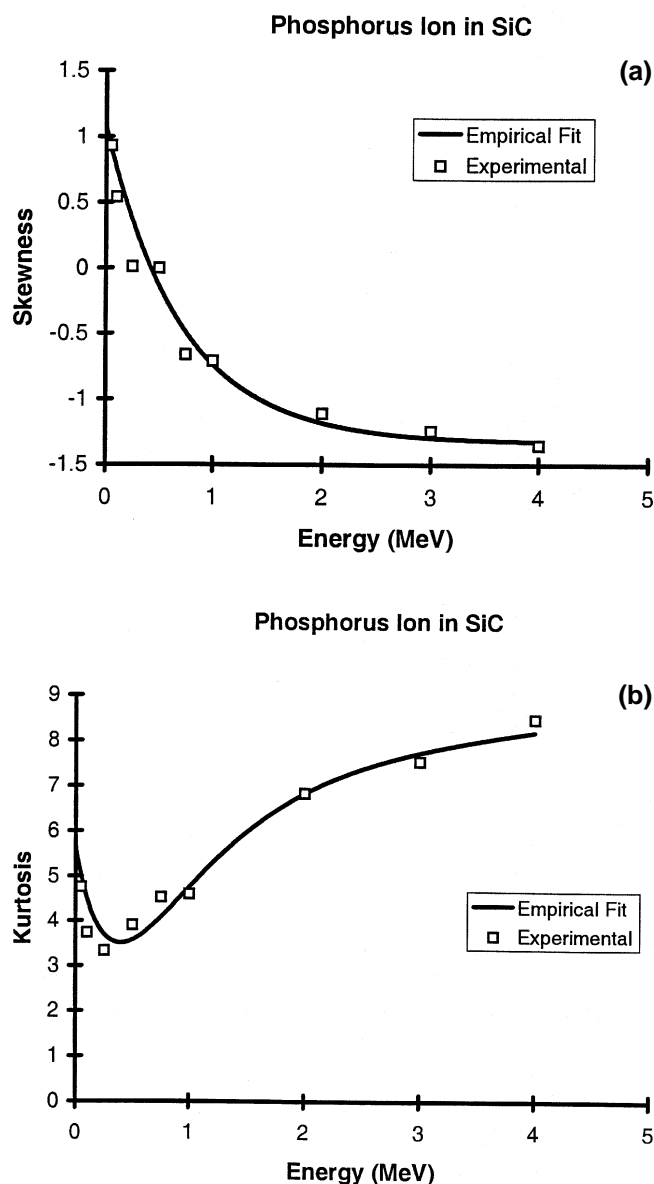 Phosphorus Ion in SiC
(a)
1.5
1
0.5
0
-0.5
-1
-1.5
Skewness
Empirical Fit
Experimental
0 1 2 3 4 5
Energy (MeV)
Phosphorus Ion in SiC
(b)
9
8
7
6
5
4
3
2
1
0
Kurtosis
Empirical Fit
Experimental
0 1 2 3 4 5
Energy (MeV)